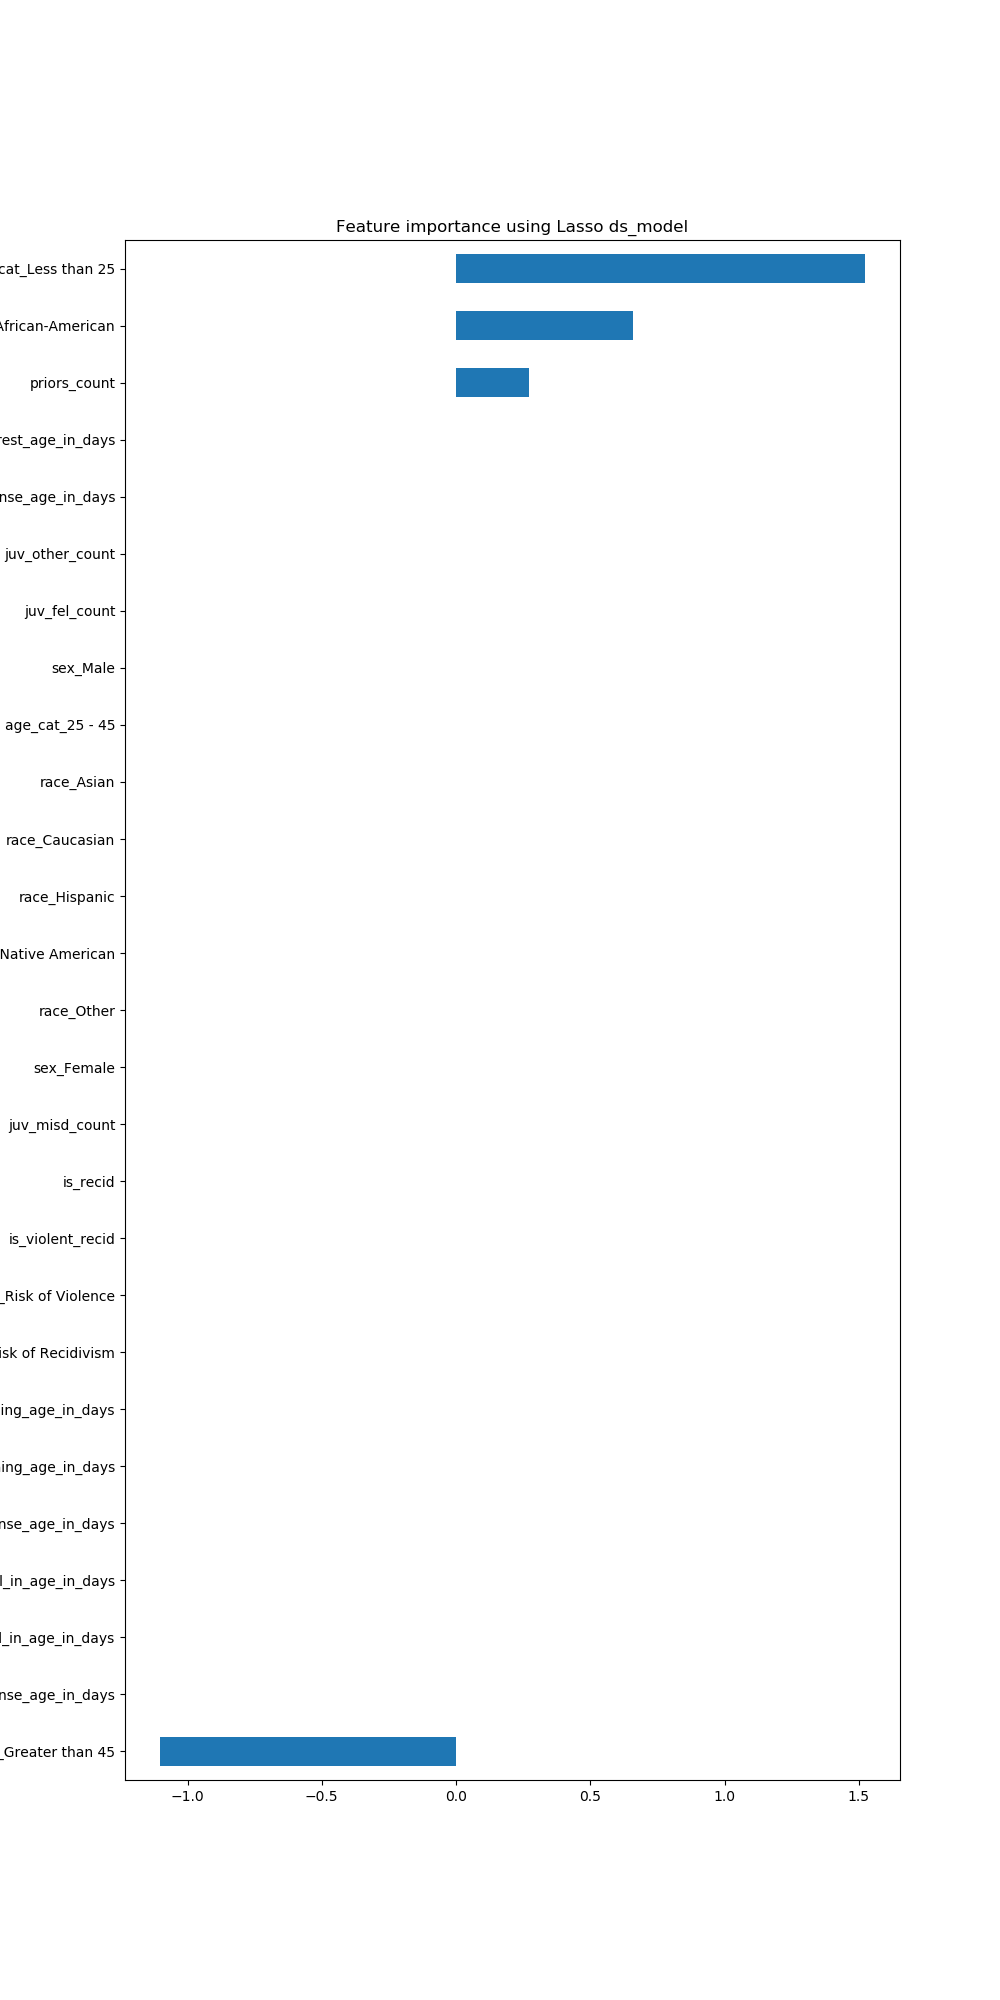 Feature importance using Lasso ds_model
cat_Less than 25
African-American
priors_count
rest_age_in_days
nse_age_in_days
juv_other_count
juv_fel_count
sex_Male
age_cat_25 - 45
race_Asian
race_Caucasian
race_Hispanic
Native American
race_Other
sex_Female
juv_misd_count
is_recid
is_violent_recid
_Risk of Violence
isk of Recidivism
ing_age_in_days
ing_age_in_days
nse_age_in_days
l_in_age_in_days
l_in_age_in_days
nse_age_in_days
_Greater than 45
−1.0 −0.5 0.0 0.5 1.0 1.5